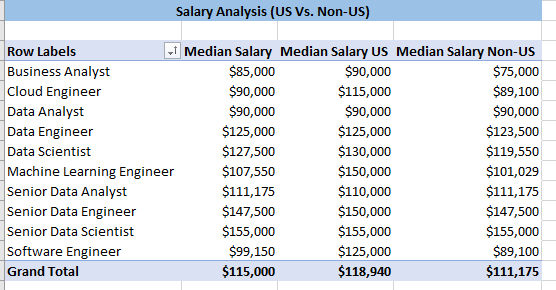 Salary Analysis (US Vs. Non-US)
Row Labels Median Salary Median Salary US Median Salary Non-US
Business Analyst $85,000 $90,000 $75,000
Cloud Engineer $90,000 $115,000 $89,100
Data Analyst $90,000 $90,000 $90,000
Data Engineer $125,000 $125,000 $123,500
Data Scientist $127,500 $130,000 $119,550
Machine Learning Engineer $107,550 $150,000 $101,029
Senior Data Analyst $111,175 $110,000 $111,175
Senior Data Engineer $147,500 $150,000 $147,500
Senior Data Scientist $155,000 $155,000 $155,000
Software Engineer $99,150 $125,000 $89,100
Grand Total $115,000 $118,940 $111,175